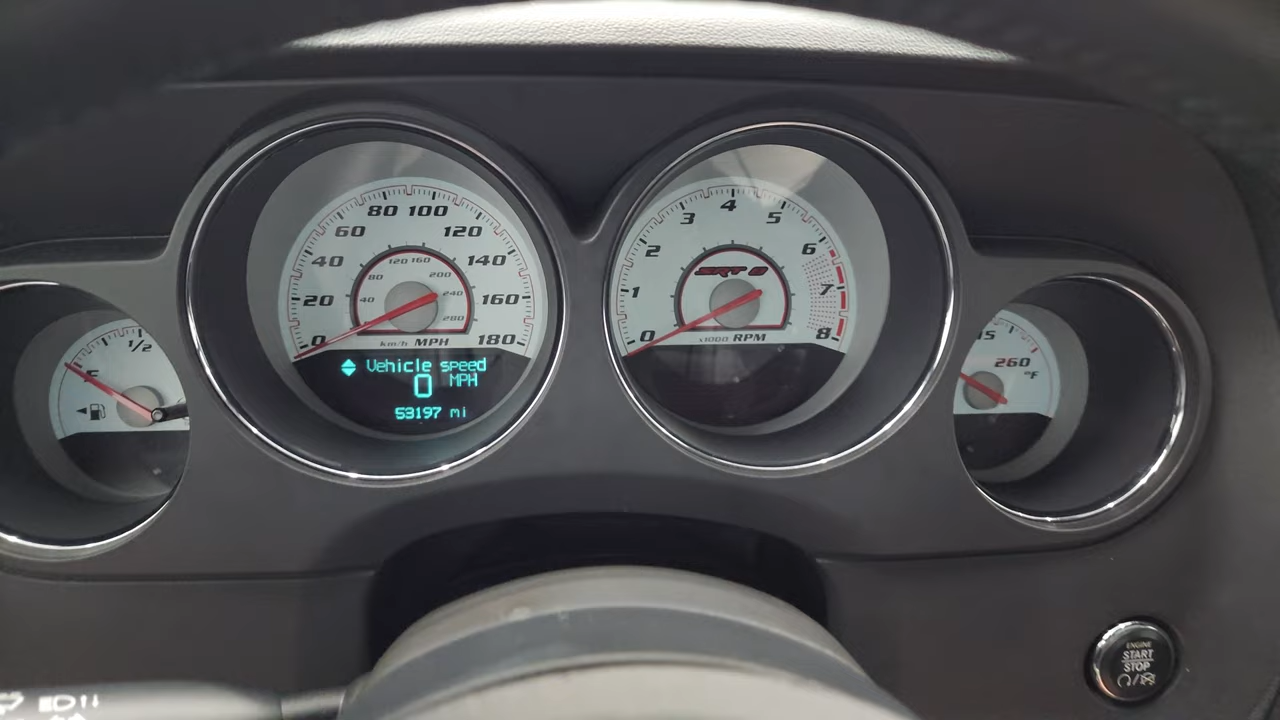 0 20 40 60 80 100 120 140 160 180
40 80 120 160 200 240 280
km/h MPH
Vehicle speed
0 MPH
53197 mi
0 1 2 3 4 5 6 7 8
SRT 8
x1000 RPM
1/2
F
260
°F
ENGINE
START
STOP